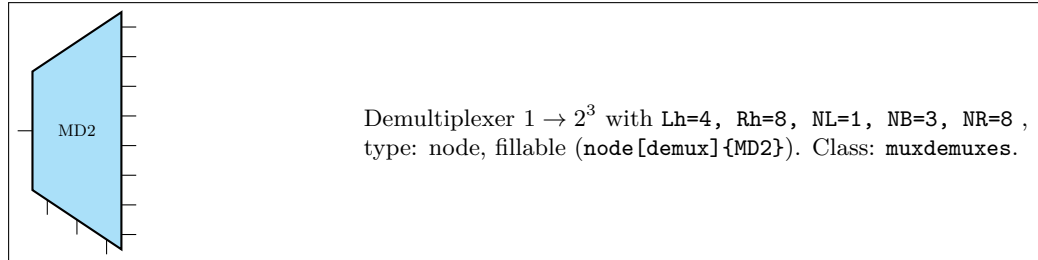 MD2
Demultiplexer 1 → 2³ with Lh=4, Rh=8, NL=1, NB=3, NR=8 ,
type: node, fillable (node[demux]{MD2}). Class: muxdemuxes.